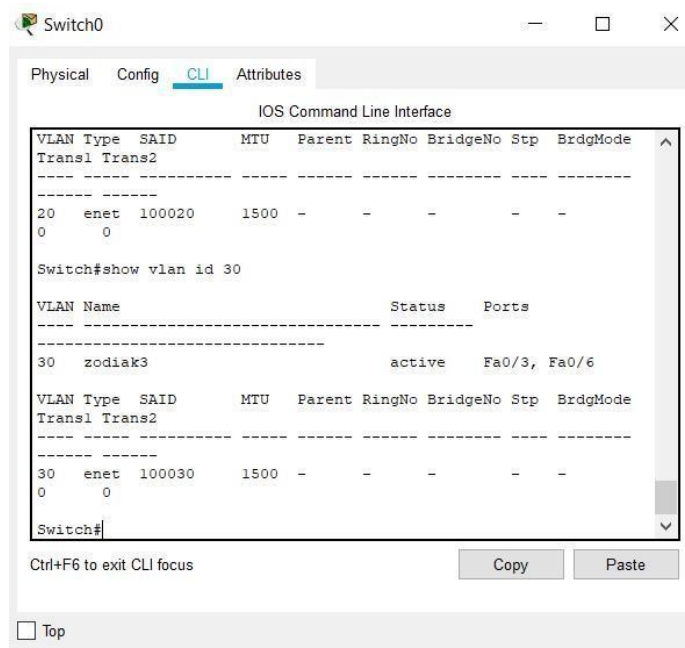 Switch0
Physical Config CLI Attributes
IOS Command Line Interface
VLAN Type SAID MTU Parent RingNo BridgeNo Stp BrdgMode
Trans1 Trans2
---- ----- ---------- ----- ------ ------ -------- ---- --------
------ ------
20 enet 100020 1500 - - - - -
0 0
Switch#show vlan id 30
VLAN Name Status Ports
---- -------------------------------- ---------
-------------------------------
30 zodiak3 active Fa0/3, Fa0/6
VLAN Type SAID MTU Parent RingNo BridgeNo Stp BrdgMode
Trans1 Trans2
---- ----- ---------- ----- ------ ------ -------- ---- --------
------ ------
30 enet 100030 1500 - - - - -
0 0
Switch#
Ctrl+F6 to exit CLI focus
Copy Paste
Top